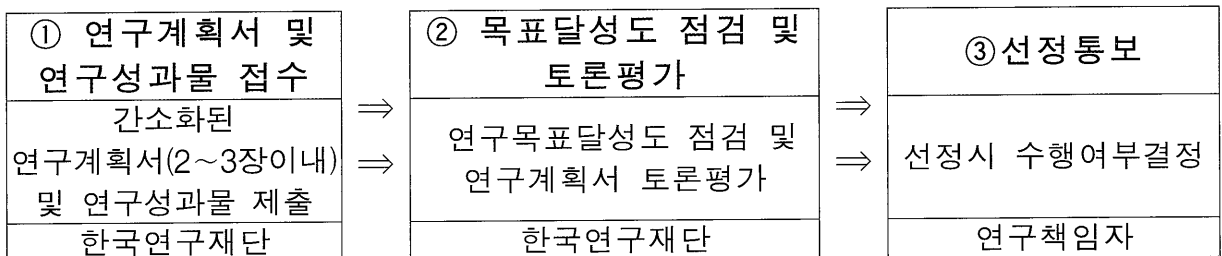 ① 연구계획서 및
연구성과물 접수
간소화된
연구계획서(2~3장이내)
및 연구성과물 제출
한국연구재단
⇒
⇒
② 목표달성도 점검 및
토론평가
연구목표달성도 점검 및
연구계획서 토론평가
한국연구재단
⇒
⇒
③선정통보
선정시 수행여부결정
연구책임자